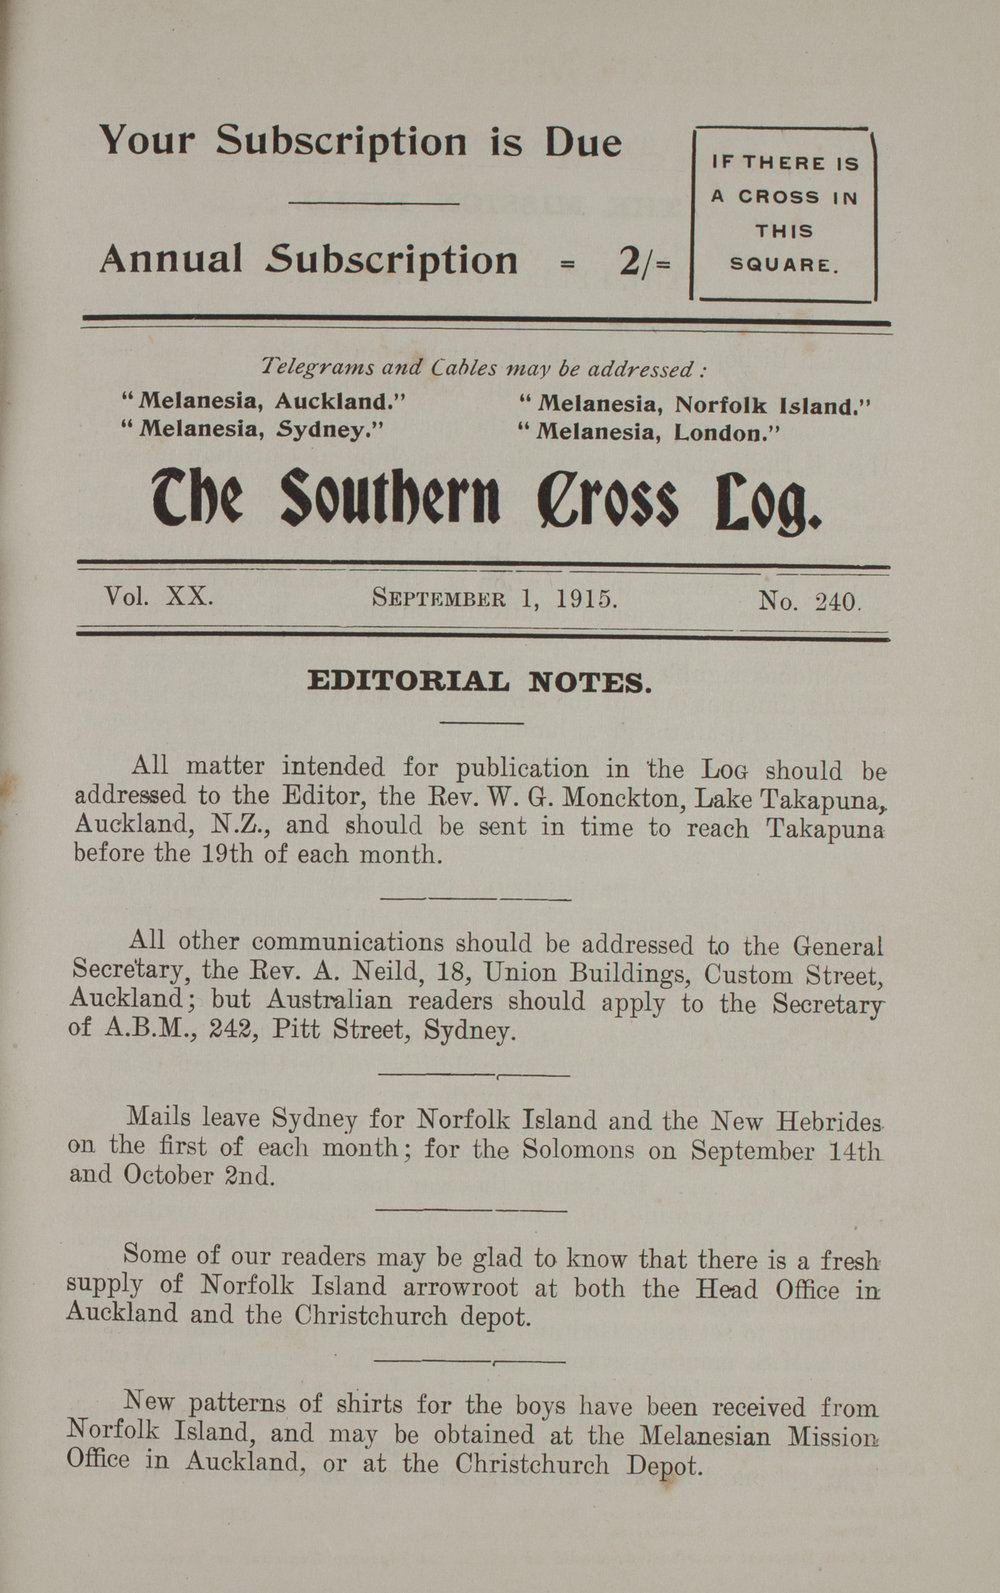 Your Subscription is Due
Annual Subscription = 2/=
IF THERE IS
A CROSS IN
THIS
SQUARE.
Telegrams and Cables may be addressed :
"Melanesia, Auckland." "Melanesia, Norfolk Island."
"Melanesia, Sydney." "Melanesia, London."
The Southern Cross Log.
Vol. XX. September 1, 1915. No. 240.
EDITORIAL NOTES.
All matter intended for publication in the Log should be
addressed to the Editor, the Rev. W. G. Monckton, Lake Takapuna,
Auckland, N.Z., and should be sent in time to reach Takapuna
before the 19th of each month.
All other communications should be addressed to the General
Secretary, the Rev. A. Neild, 18, Union Buildings, Custom Street,
Auckland; but Australian readers should apply to the Secretary
of A.B.M., 242, Pitt Street, Sydney.
Mails leave Sydney for Norfolk Island and the New Hebrides
on the first of each month; for the Solomons on September 14th
and October 2nd.
Some of our readers may be glad to know that there is a fresh
supply of Norfolk Island arrowroot at both the Head Office in
Auckland and the Christchurch depot.
New patterns of shirts for the boys have been received from
Norfolk Island, and may be obtained at the Melanesian Mission
Office in Auckland, or at the Christchurch Depot.